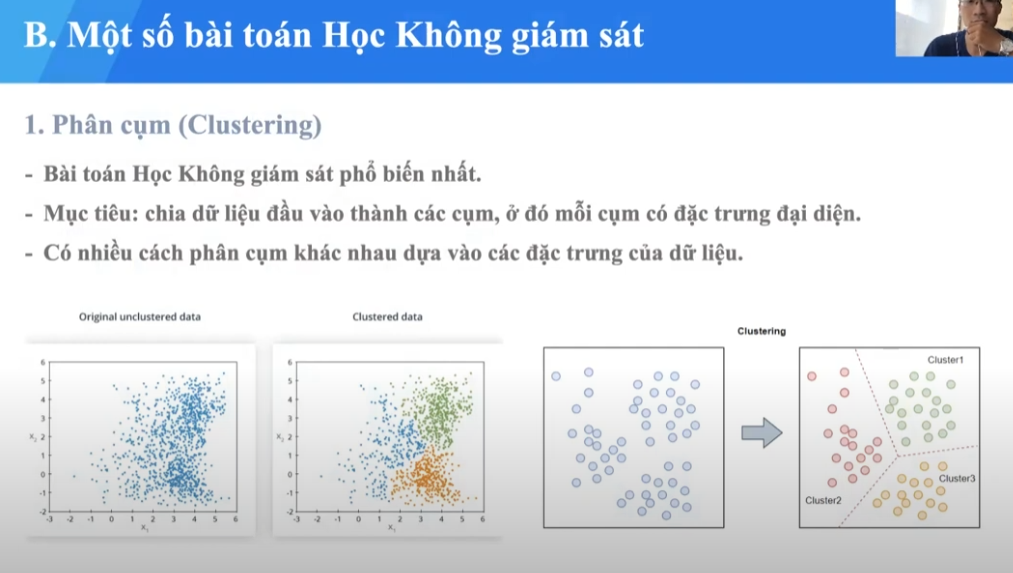 B. Một số bài toán Học Không giám sát
1. Phân cụm (Clustering)
- Bài toán Học Không giám sát phổ biến nhất.
- Mục tiêu: chia dữ liệu đầu vào thành các cụm, ở đó mỗi cụm có đặc trưng đại diện.
- Có nhiều cách phân cụm khác nhau dựa vào các đặc trưng của dữ liệu.
Original unclustered data
6
5
4
3
2
1
0
-1
-2
X₂
-3 -2 -1 0 1 2 3 4 5 6
X₁
Clustered data
6
5
4
3
2
1
0
-1
-2
X₂
-3 -2 -1 0 1 2 3 4 5 6
X₁
Clustering
Cluster1
Cluster3
Cluster2